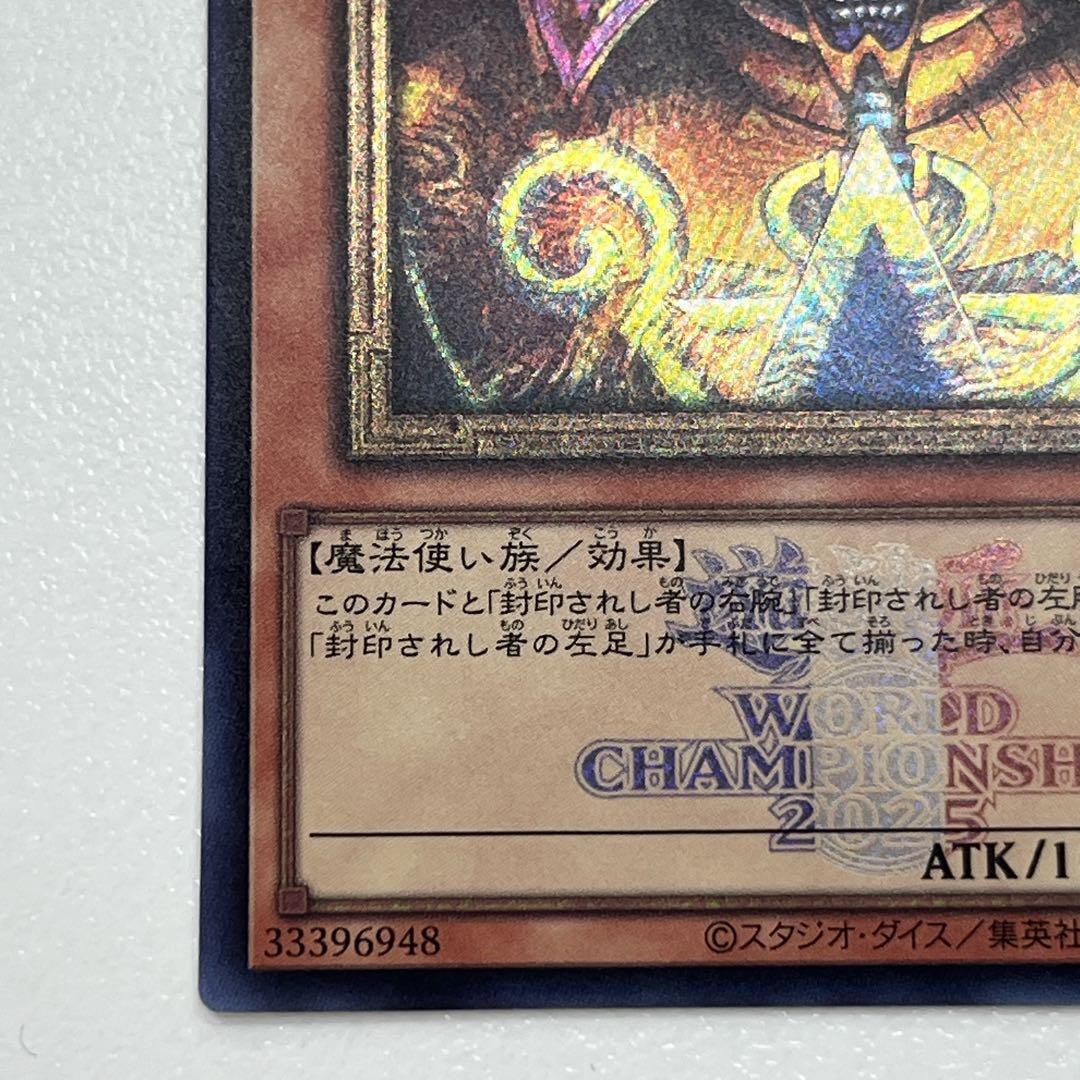 【魔法使い族／効果】
このカードと「封印されし者の右腕」「封印されし者の左腕
「封印されし者の左足」が手札に全て揃った時、自分
WORLD
CHAMPIONSH
2025
ATK/1
33396948
©スタジオ・ダイス／集英社